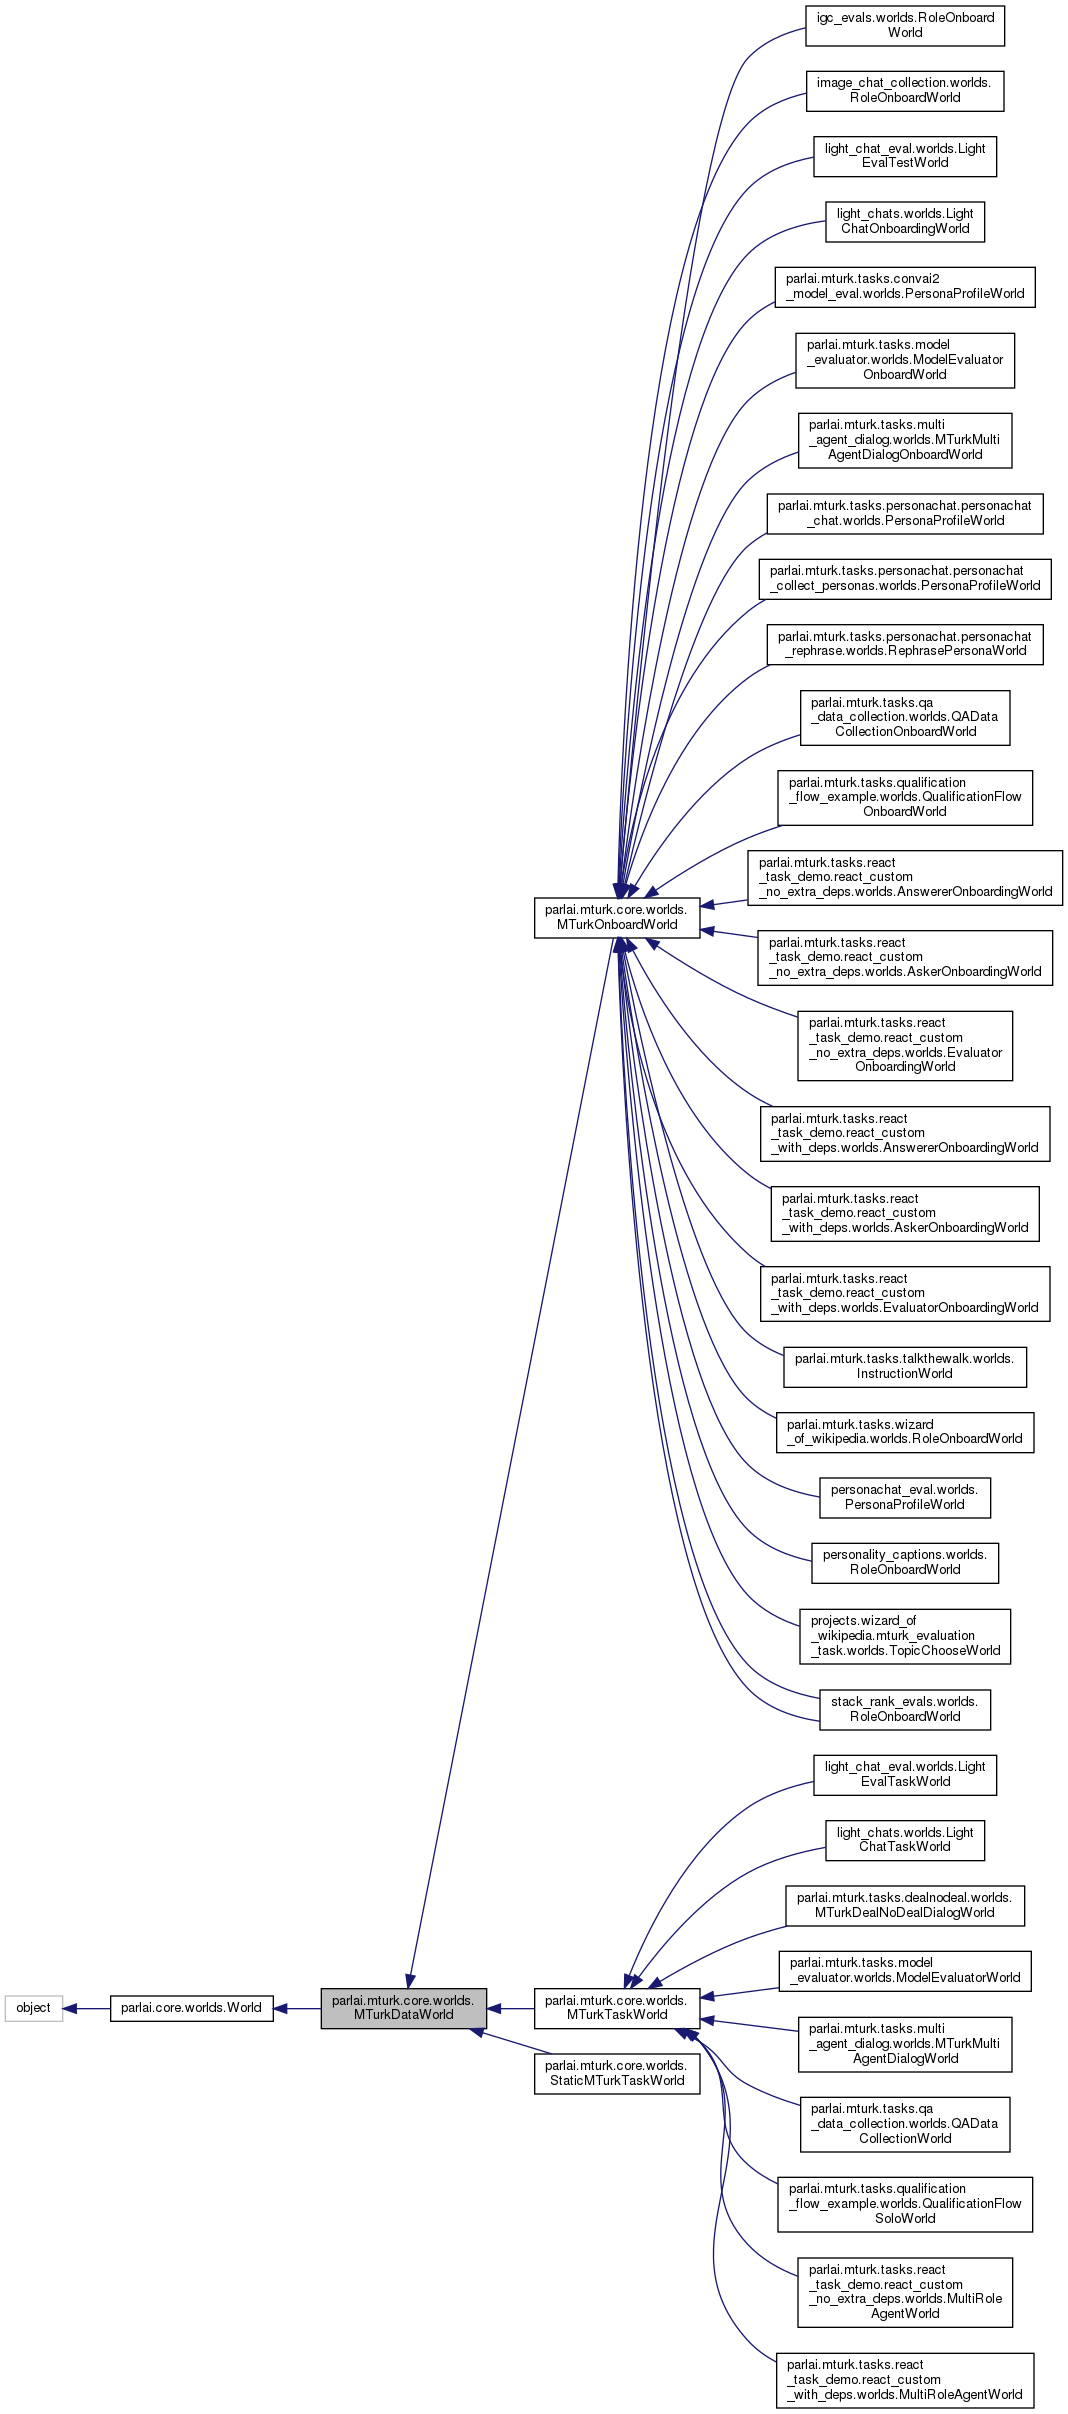 igc_evals.worlds.RoleOnboard
World
image_chat_collection.worlds.
RoleOnboardWorld
light_chat_eval.worlds.Light
EvalTestWorld
light_chats.worlds.Light
ChatOnboardingWorld
parlai.mturk.tasks.convai2
_model_eval.worlds.PersonaProfileWorld
parlai.mturk.tasks.model
_evaluator.worlds.ModelEvaluator
OnboardWorld
parlai.mturk.tasks.multi
_agent_dialog.worlds.MTurkMulti
AgentDialogOnboardWorld
parlai.mturk.tasks.personachat.personachat
_chat.worlds.PersonaProfileWorld
parlai.mturk.tasks.personachat.personachat
_collect_personas.worlds.PersonaProfileWorld
parlai.mturk.tasks.personachat.personachat
_rephrase.worlds.RephrasePersonaWorld
parlai.mturk.tasks.qa
_data_collection.worlds.QAData
CollectionOnboardWorld
parlai.mturk.tasks.qualification
_flow_example.worlds.QualificationFlow
OnboardWorld
parlai.mturk.tasks.react
_task_demo.react_custom
_no_extra_deps.worlds.AnswererOnboardingWorld
parlai.mturk.core.worlds.
MTurkOnboardWorld
parlai.mturk.tasks.react
_task_demo.react_custom
_no_extra_deps.worlds.AskerOnboardingWorld
parlai.mturk.tasks.react
_task_demo.react_custom
_no_extra_deps.worlds.Evaluator
OnboardingWorld
parlai.mturk.tasks.react
_task_demo.react_custom
_with_deps.worlds.AnswererOnboardingWorld
parlai.mturk.tasks.react
_task_demo.react_custom
_with_deps.worlds.AskerOnboardingWorld
parlai.mturk.tasks.react
_task_demo.react_custom
_with_deps.worlds.EvaluatorOnboardingWorld
parlai.mturk.tasks.talkthewalk.worlds.
InstructionWorld
parlai.mturk.tasks.wizard
_of_wikipedia.worlds.RoleOnboardWorld
personachat_eval.worlds.
PersonaProfileWorld
personality_captions.worlds.
RoleOnboardWorld
projects.wizard_of
_wikipedia.mturk_evaluation
_task.worlds.TopicChooseWorld
stack_rank_evals.worlds.
RoleOnboardWorld
light_chat_eval.worlds.Light
EvalTaskWorld
light_chats.worlds.Light
ChatTaskWorld
parlai.mturk.tasks.dealnodeal.worlds.
MTurkDealNoDealDialogWorld
parlai.mturk.tasks.model
_evaluator.worlds.ModelEvaluatorWorld
object
parlai.core.worlds.World
parlai.mturk.core.worlds.
MTurkDataWorld
parlai.mturk.core.worlds.
MTurkTaskWorld
parlai.mturk.core.worlds.
StaticMTurkTaskWorld
parlai.mturk.tasks.multi
_agent_dialog.worlds.MTurkMulti
AgentDialogWorld
parlai.mturk.tasks.qa
_data_collection.worlds.QAData
CollectionWorld
parlai.mturk.tasks.qualification
_flow_example.worlds.QualificationFlow
SoloWorld
parlai.mturk.tasks.react
_task_demo.react_custom
_no_extra_deps.worlds.MultiRole
AgentWorld
parlai.mturk.tasks.react
_task_demo.react_custom
_with_deps.worlds.MultiRoleAgentWorld